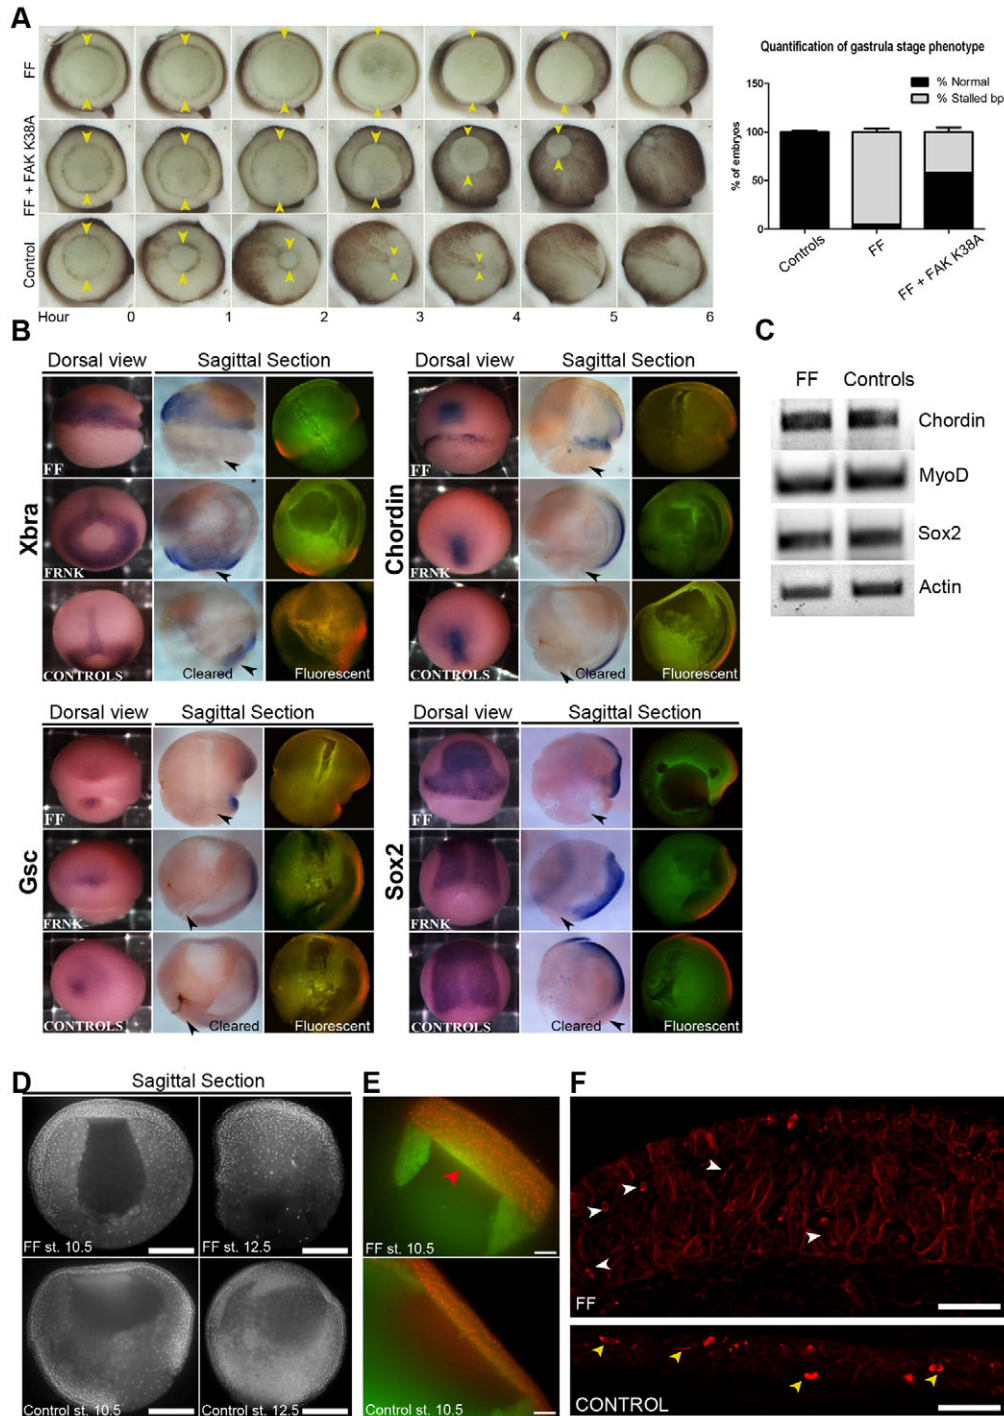 A
FF
FF + FAK K38A
Control
Hour 0 1 2 3 4 5 6
Quantification of gastrula stage phenotype
% Normal
% Stalled bp
% of embryos
150
100
50
0
Controls
FF
FF + FAK K38A
B
Dorsal view Sagittal Section
Xbra
FF
FRNK
CONTROLS Cleared Fluorescent
Dorsal view Sagittal Section
Chordin
FF
FRNK
CONTROLS Cleared Fluorescent
C
FF Controls
Chordin
MyoD
Sox2
Actin
Dorsal view Sagittal Section
Gsc
FF
FRNK
CONTROLS Cleared Fluorescent
Dorsal view Sagittal Section
Sox2
FF
FRNK
CONTROLS Cleared Fluorescent
D
Sagittal Section
FF st. 10.5 FF st. 12.5
Control st. 10.5 Control st. 12.5
E
FF st. 10.5
Control st. 10.5
F
FF
CONTROL